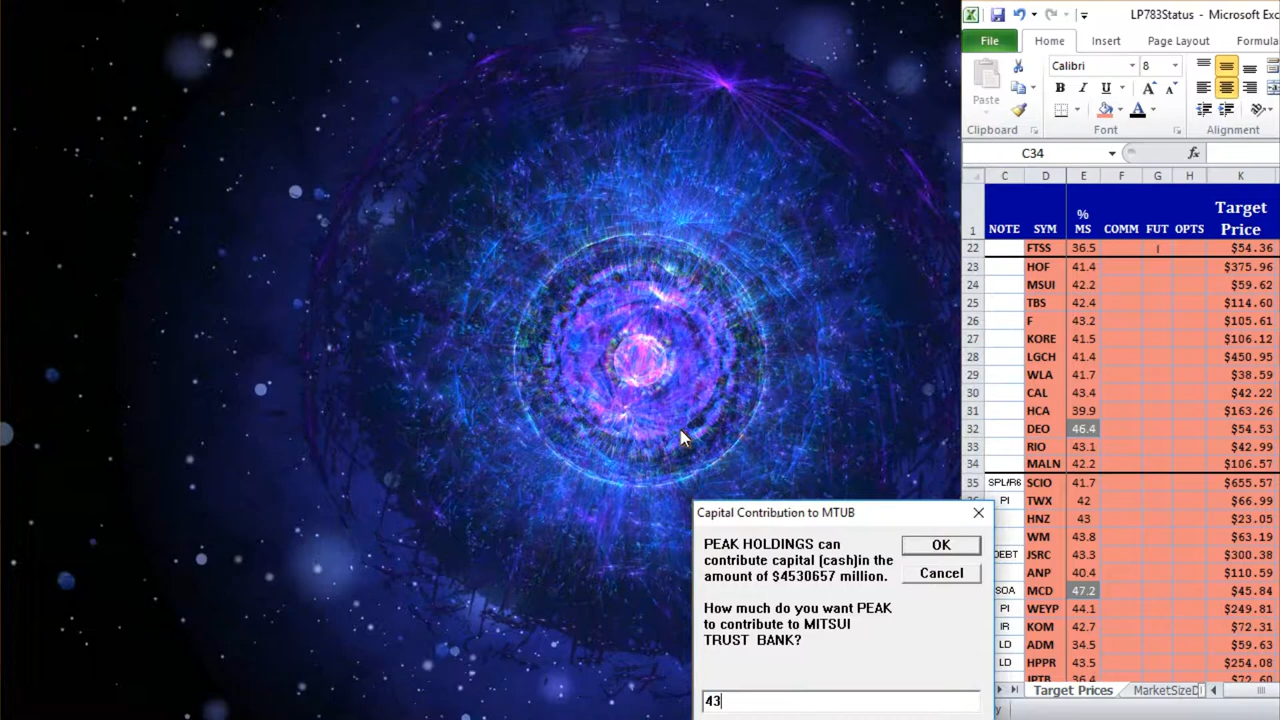 LP783Status - Microsoft Exc
File Home Insert Page Layout Formula
Calibri 8
Paste B I U A A A
Clipboard Font Alignment
C34 fx
C D E F G H K
1 NOTE SYM % MS COMM FUT OPTS Target Price
22 FTSS 36.5 $54.36
23 HOF 41.4 $375.96
24 MSUI 42.2 $59.62
25 TBS 42.4 $114.60
26 F 43.2 $105.61
27 KORE 41.5 $106.12
28 LGCH 41.4 $450.95
29 WLA 41.7 $38.59
30 CAL 43.4 $42.22
31 HCA 39.9 $163.26
32 DEO 46.4 $54.53
33 RIO 43.1 $42.99
34 MALN 42.2 $106.57
35 SPL/R6 SCIO 41.7 $655.57
PI TWX 42 $66.99
HNZ 43 $23.05
WM 43.8 $63.19
DEBT JSRC 43.3 $300.38
ANP 40.4 $110.59
SOA MCD 47.2 $45.84
PI WEYP 44.1 $249.81
IR KOM 42.7 $72.31
LD ADM 34.5 $59.63
LD HPPR 43.5 $254.08
IPTB 36.4 $72.60
Target Prices MarketSizeD
Capital Contribution to MTUB
PEAK HOLDINGS can
contribute capital (cash)in the
amount of $4530657 million.
How much do you want PEAK
to contribute to MITSUI
TRUST BANK?
OK
Cancel
43